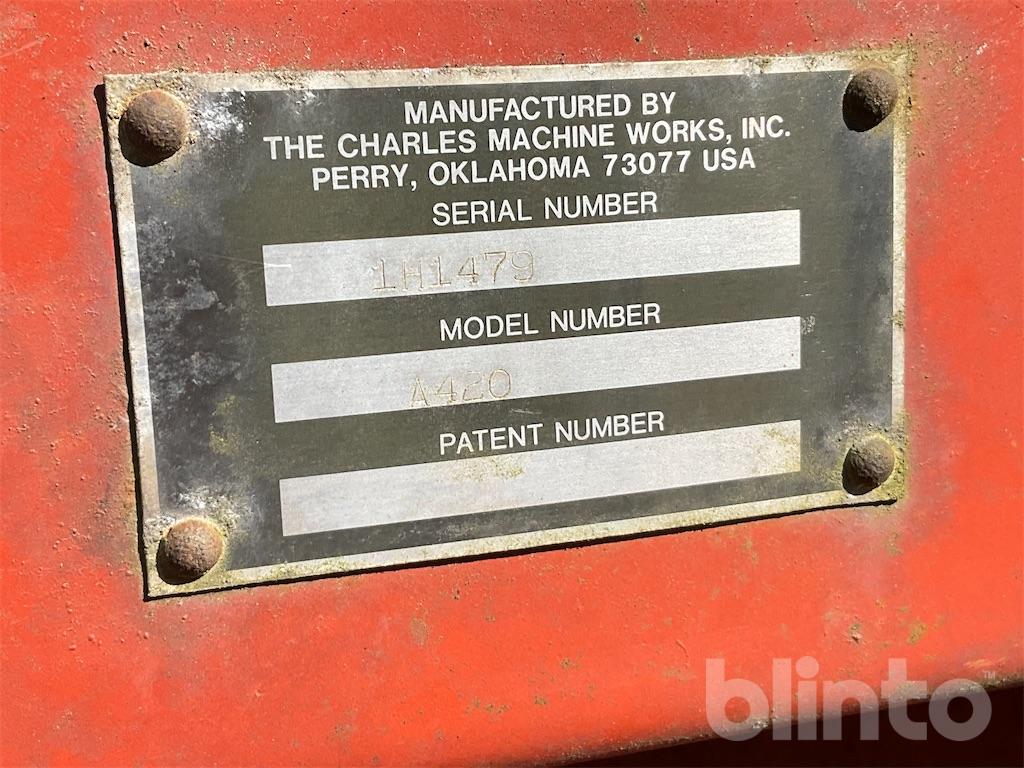 MANUFACTURED BY
THE CHARLES MACHINE WORKS, INC.
PERRY, OKLAHOMA 73077 USA
SERIAL NUMBER
1H1479
MODEL NUMBER
A420
PATENT NUMBER
blinto™